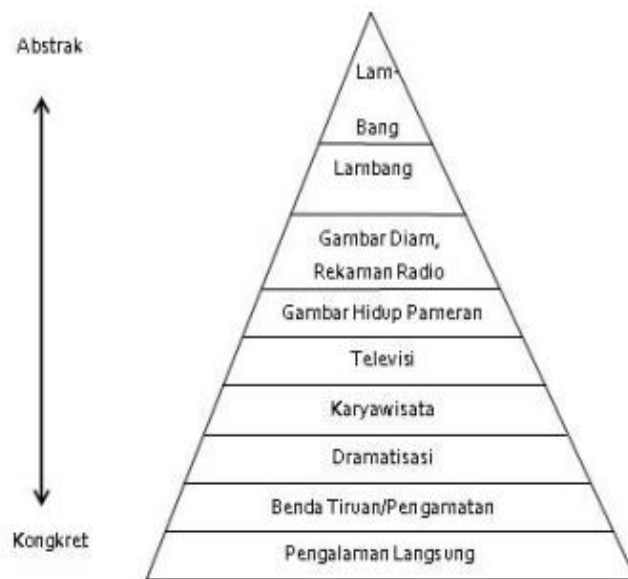 Abstrak
Lam-
Bang
Lambang
Gambar Diam,
Rekaman Radio
Gambar Hidup Pameran
Televisi
Karyawisata
Dramatisasi
Benda Tiruan/Pengamatan
Kongkret
Pengalaman Langsung